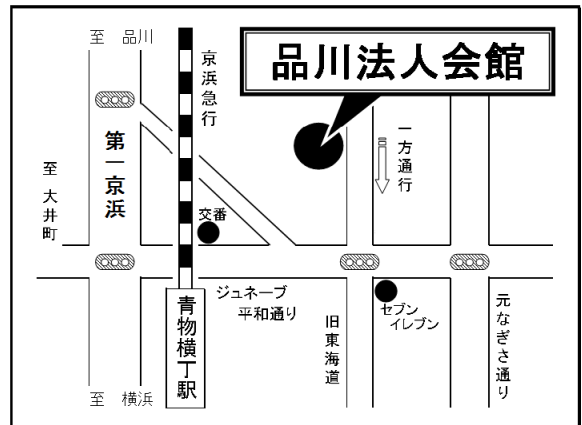 至 品川
京浜急行
品川法人会館
第一京浜
一方通行
至 大井町
交番
ジュネーブ
平和通り
セブン
イレブン
青物横丁駅
旧東海道
元なぎさ通り
至 横浜